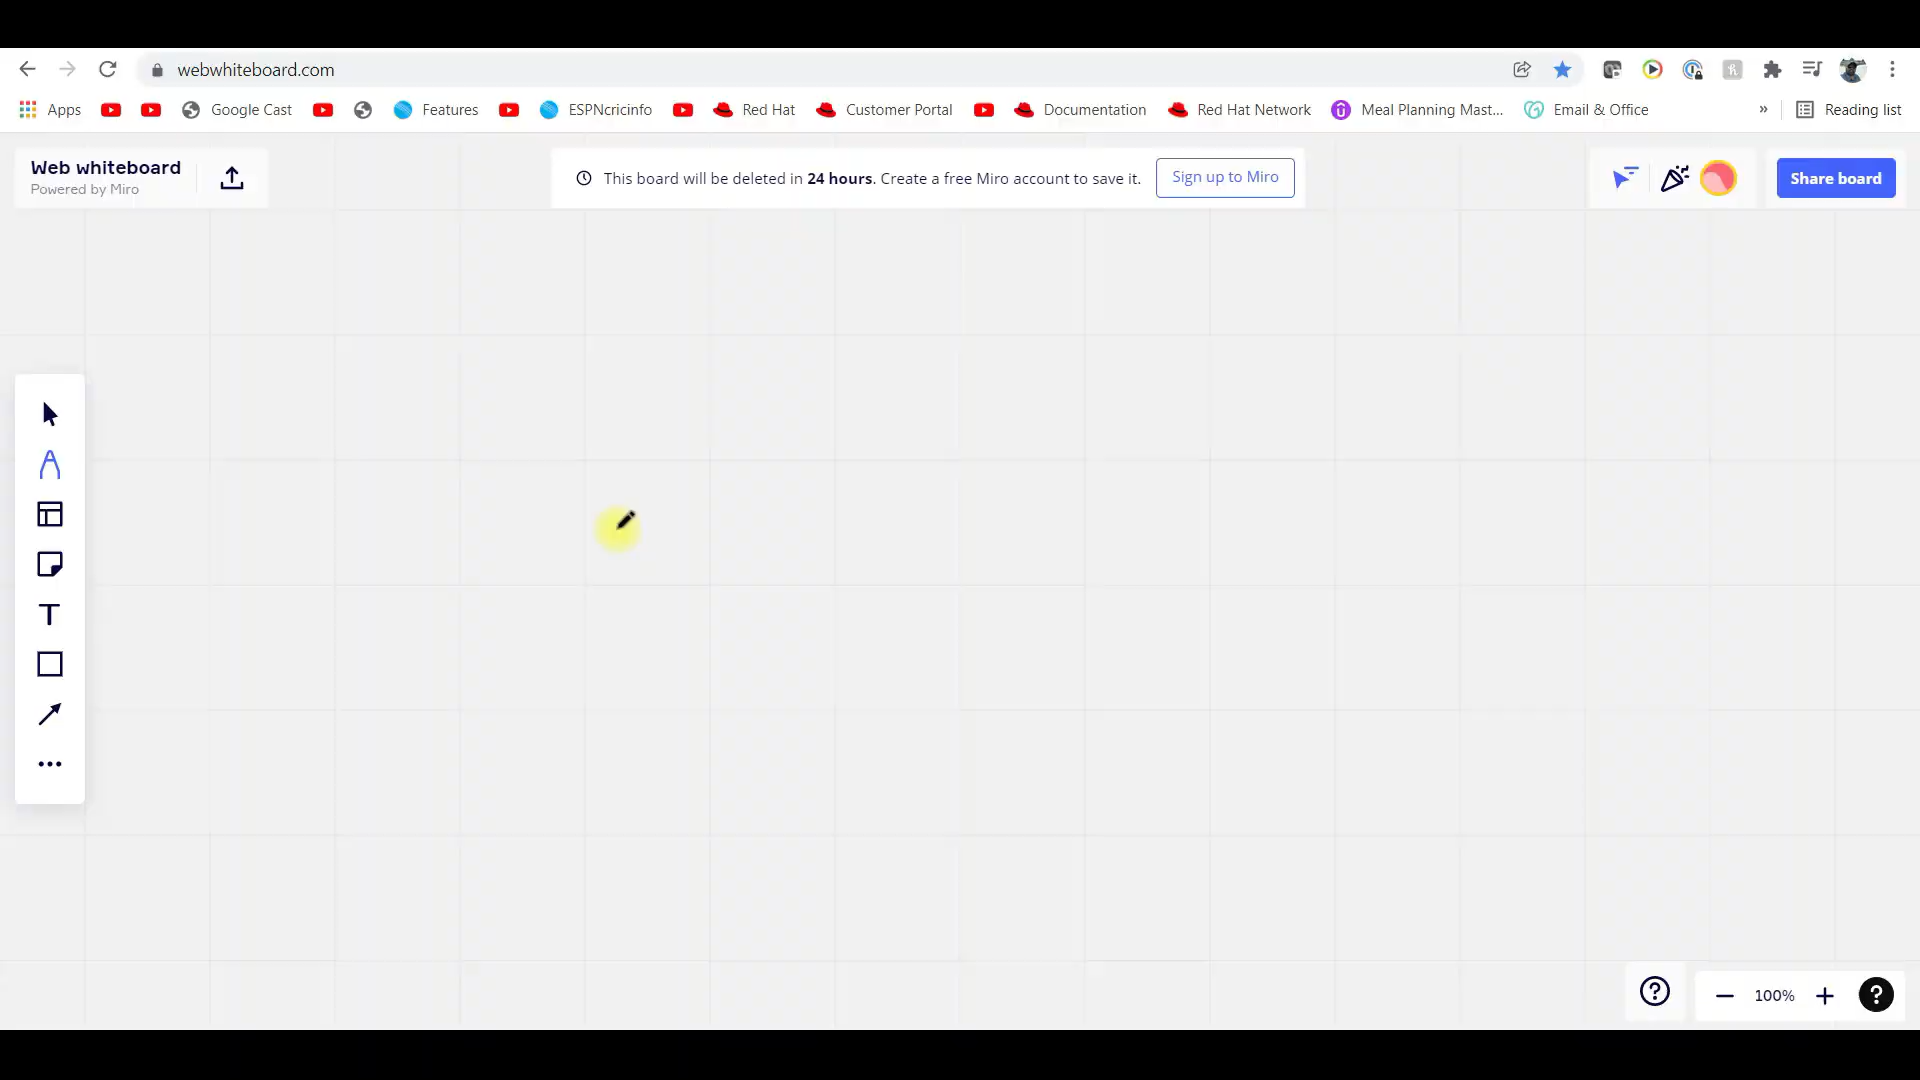 webwhiteboard.com
Apps Google Cast Features ESPNcricinfo Red Hat Customer Portal Documentation Red Hat Network Meal Planning Mast... Email & Office » Reading list
Web whiteboard
Powered by Miro
This board will be deleted in 24 hours. Create a free Miro account to save it.
Sign up to Miro
Share board
100%